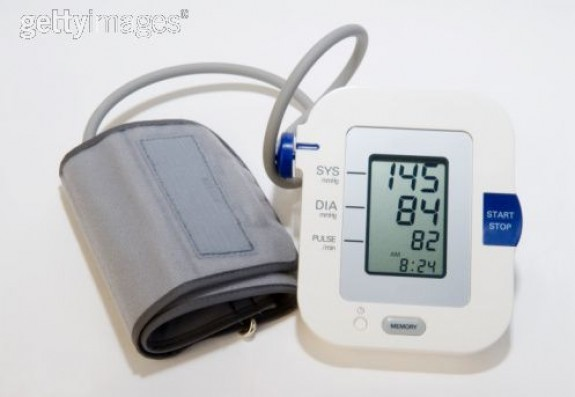 gettyimages®
SYS
mmHg
145
DIA
mmHg
84
PULSE
/min
82
AM
8:24
START
STOP
MEMORY